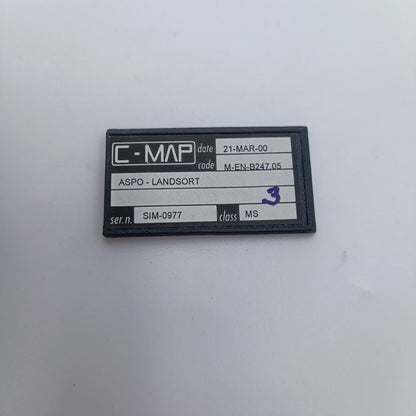 C-MAP date 21-MAR-00
code M-EN-B247.05
ASPO - LANDSORT
3
ser.n. SIM-0977 class MS